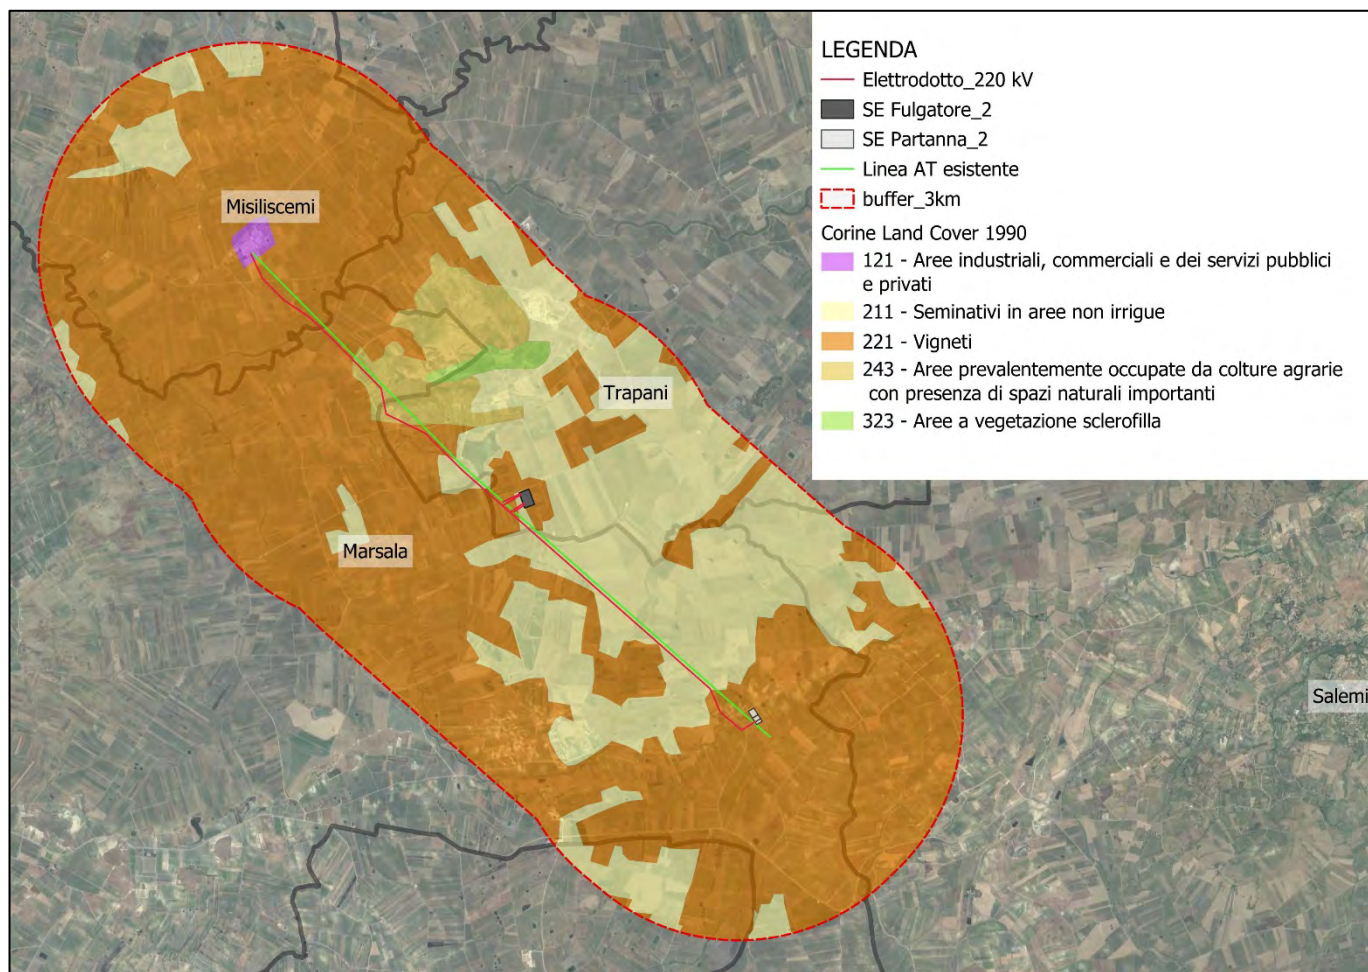 LEGENDA
Elettrodotto_220 kV
SE Fulgatore_2
SE Partanna_2
Linea AT esistente
buffer_3km
Corine Land Cover 1990
121 - Aree industriali, commerciali e dei servizi pubblici
e privati
211 - Seminativi in aree non irrigue
221 - Vigneti
243 - Aree prevalentemente occupate da colture agrarie
con presenza di spazi naturali importanti
323 - Aree a vegetazione sclerofilla
Misiliscemi
Trapani
Marsala
Salemi